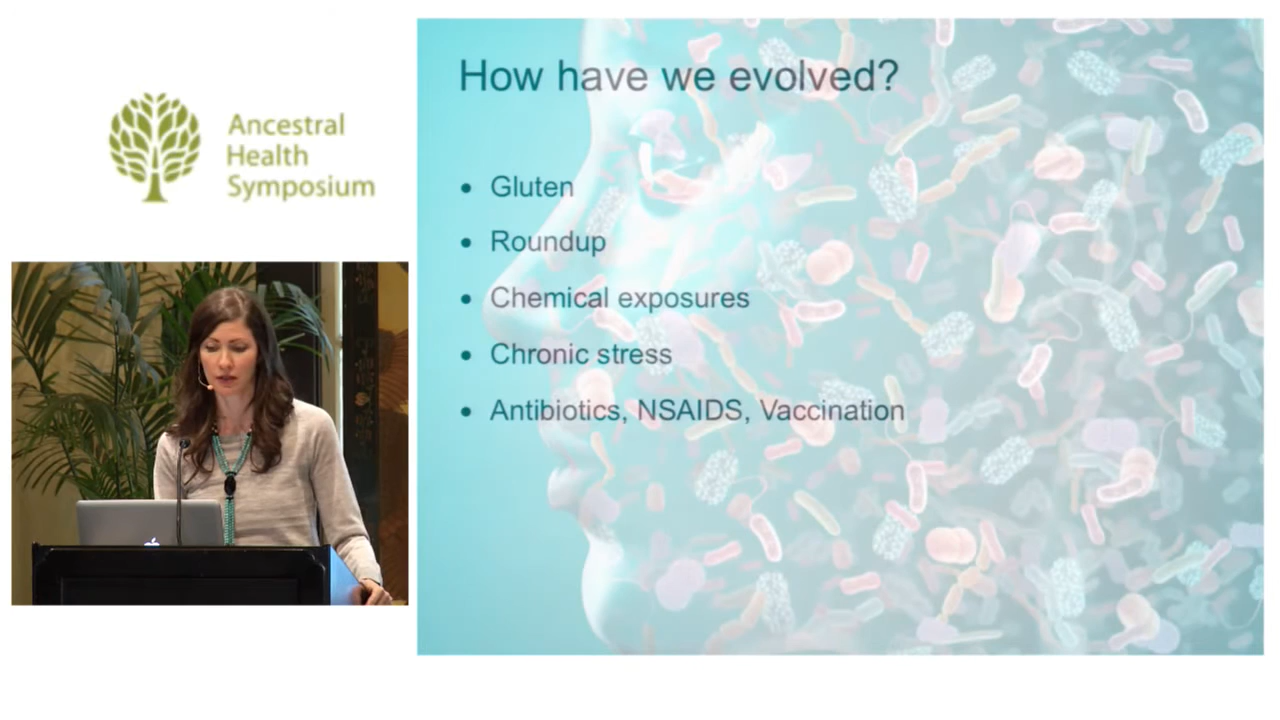 Ancestral
Health
Symposium
How have we evolved?
• Gluten
• Roundup
• Chemical exposures
• Chronic stress
• Antibiotics, NSAIDS, Vaccination